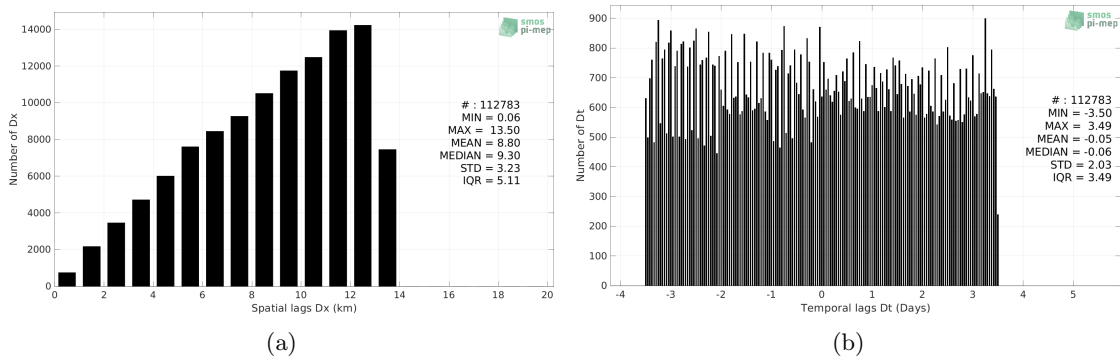 14000
12000
10000
8000
6000
4000
2000
0
Number of Dx
0 2 4 6 8 10 12 14 16 18 20
Spatial lags Dx (km)
smos
pi-mep
# : 112783
MIN = 0.06
MAX = 13.50
MEAN = 8.80
MEDIAN = 9.30
STD = 3.23
IQR = 5.11
(a)
900
800
700
600
500
400
300
200
100
0
Number of Dt
-4 -3 -2 -1 0 1 2 3 4 5
Temporal lags Dt (Days)
smos
pi-mep
# : 112783
MIN = -3.50
MAX = 3.49
MEAN = -0.05
MEDIAN = -0.06
STD = 2.03
IQR = 3.49
(b)